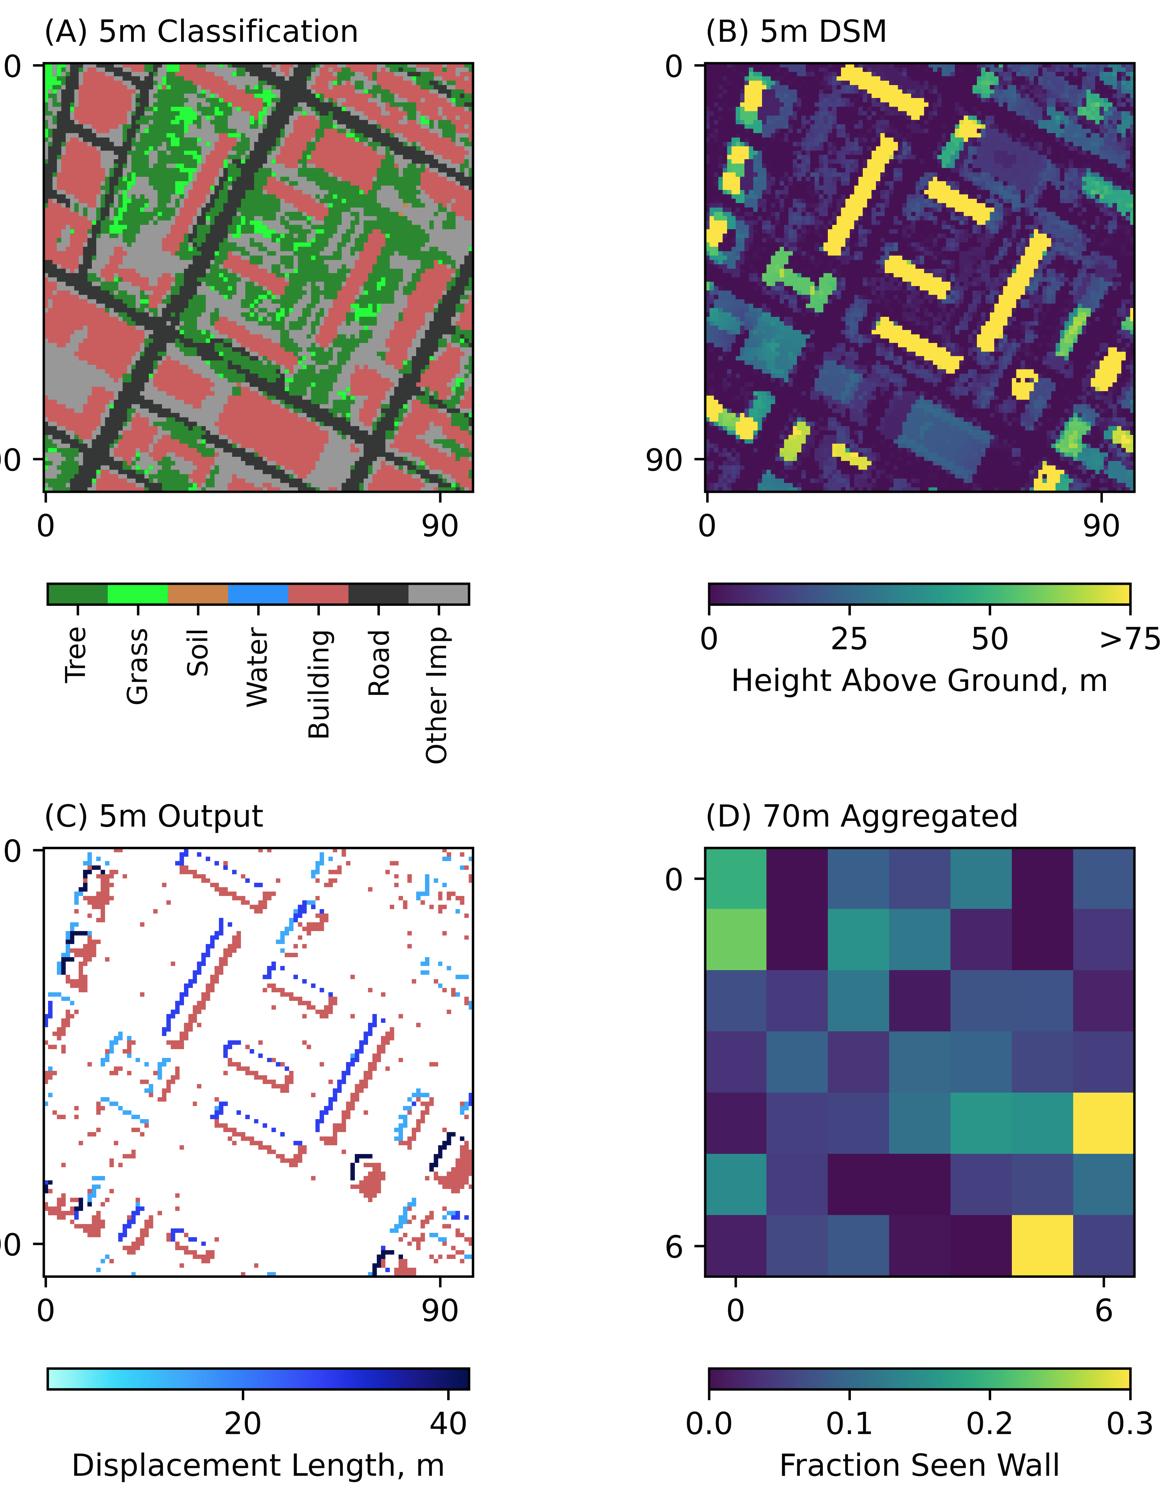 (A) 5m Classification
(B) 5m DSM
0
0
90
0
90
0
90
Tree
Grass
Soil
Water
Building
Road
Other Imp
0
25
50
>75
Height Above Ground, m
(C) 5m Output
(D) 70m Aggregated
0
0
6
0
90
0
6
20
40
Displacement Length, m
0.0
0.1
0.2
0.3
Fraction Seen Wall